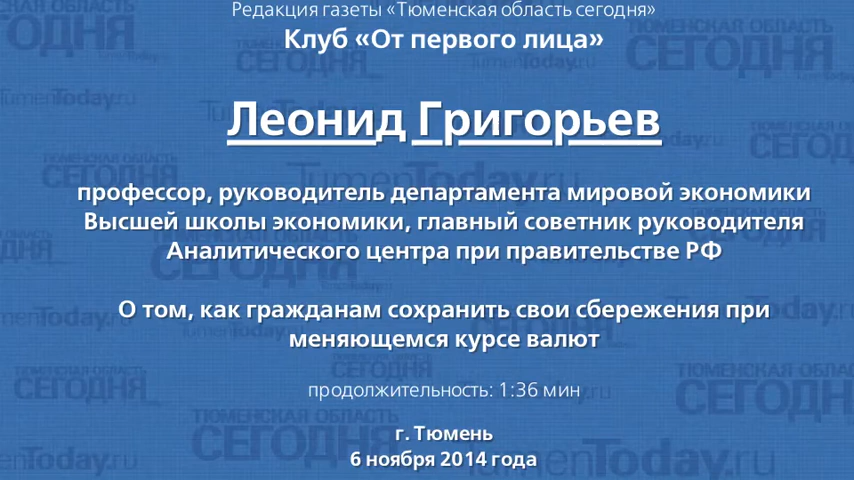 Редакция газеты «Тюменская область сегодня»
Клуб «От первого лица»
Леонид Григорьев
профессор, руководитель департамента мировой экономики
Высшей школы экономики, главный советник руководителя
Аналитического центра при правительстве РФ
О том, как гражданам сохранить свои сбережения при
меняющемся курсе валют
продолжительность: 1:36 мин
г. Тюмень
6 ноября 2014 года